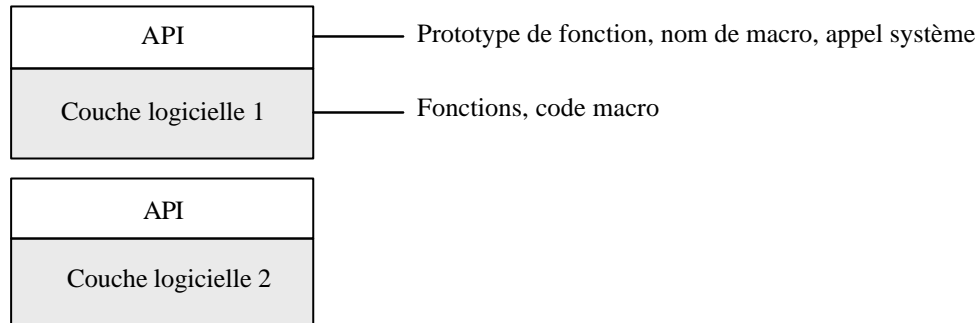 API
Prototype de fonction, nom de macro, appel système
Couche logicielle 1
Fonctions, code macro
API
Couche logicielle 2